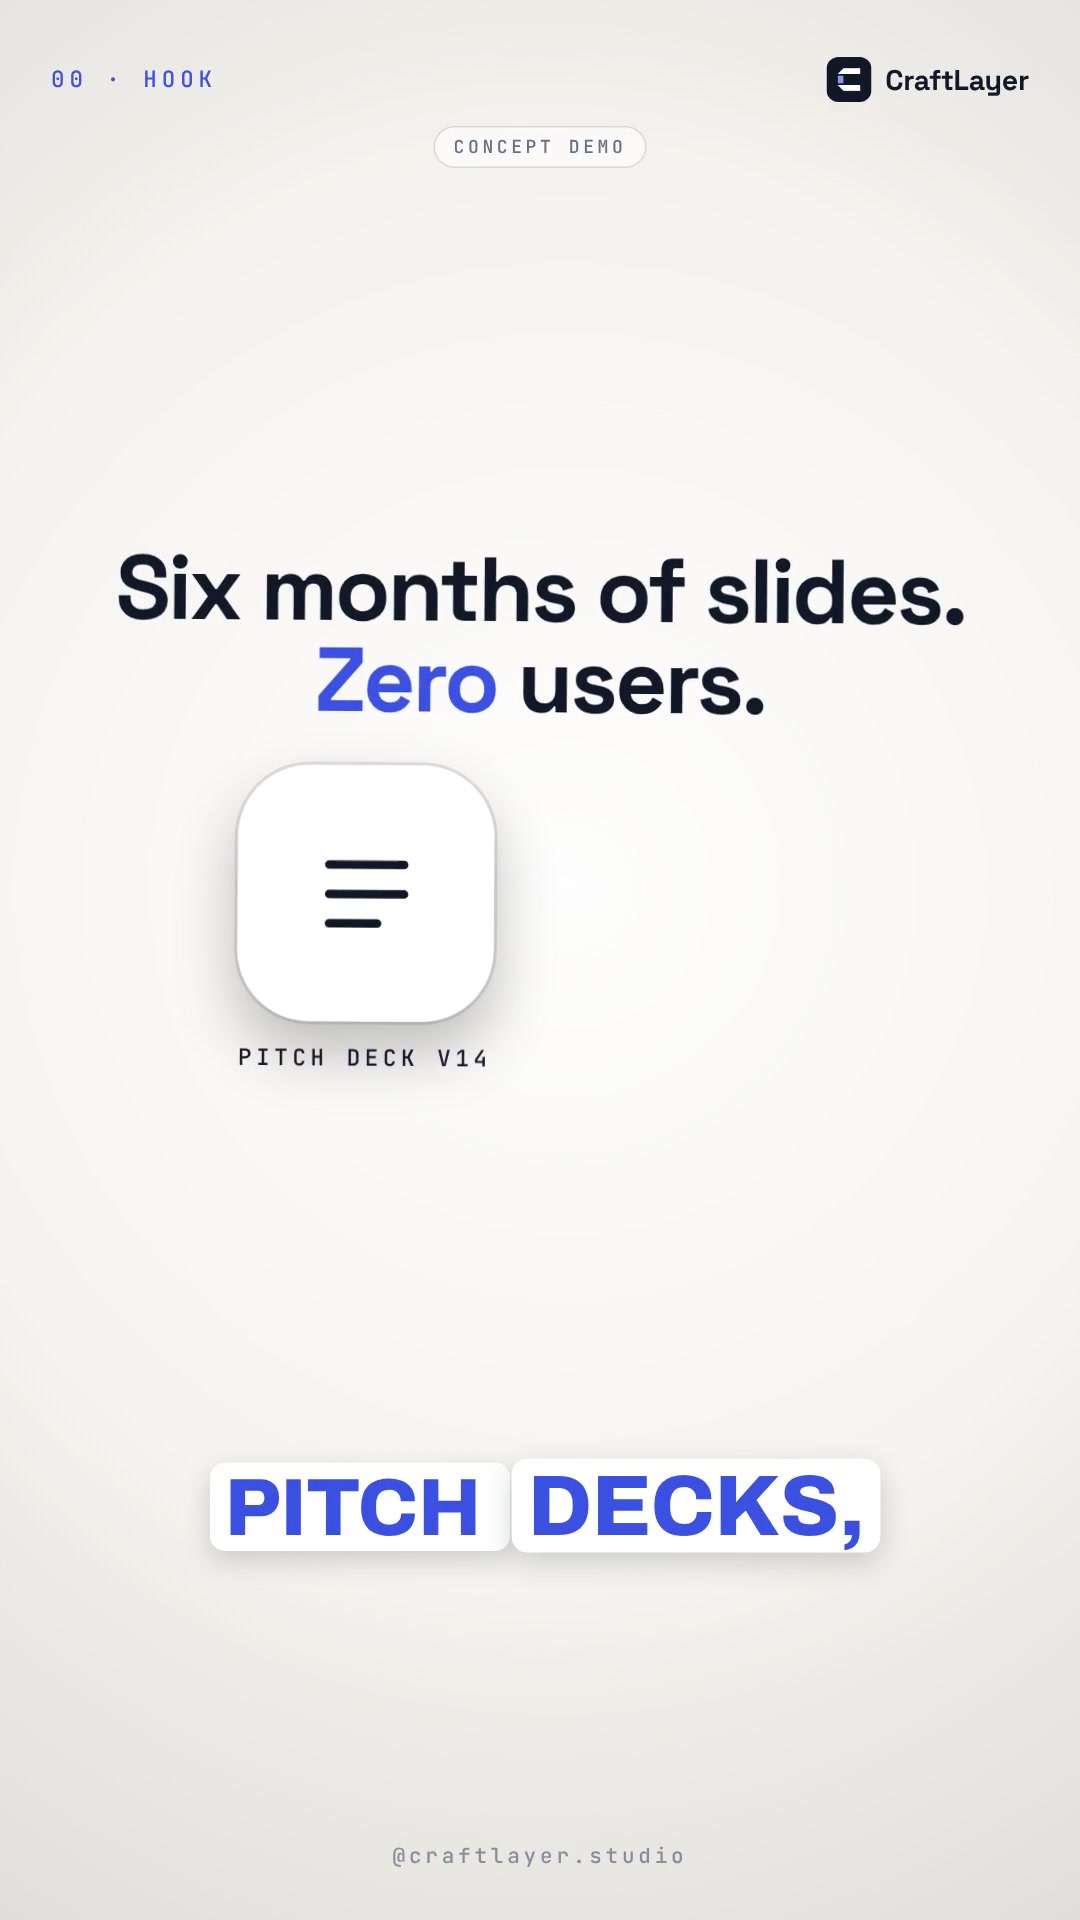 00 · HOOK
CraftLayer
CONCEPT DEMO
Six months of slides.
Zero users.
PITCH DECK V14
PITCH DECKS,
@craftlayer.studio